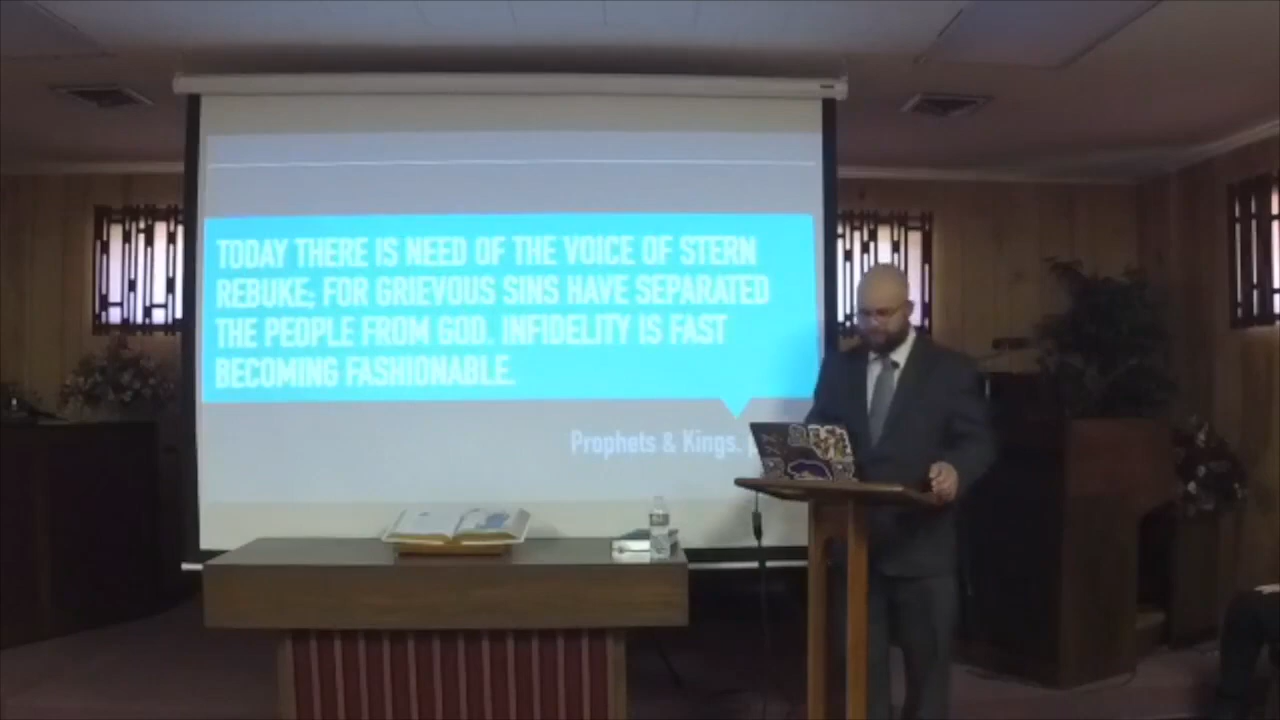 TODAY THERE IS NEED OF THE VOICE OF STERN
REBUKE; FOR GRIEVOUS SINS HAVE SEPARATED
THE PEOPLE FROM GOD. INFIDELITY IS FAST
BECOMING FASHIONABLE.
Prophets & Kings.